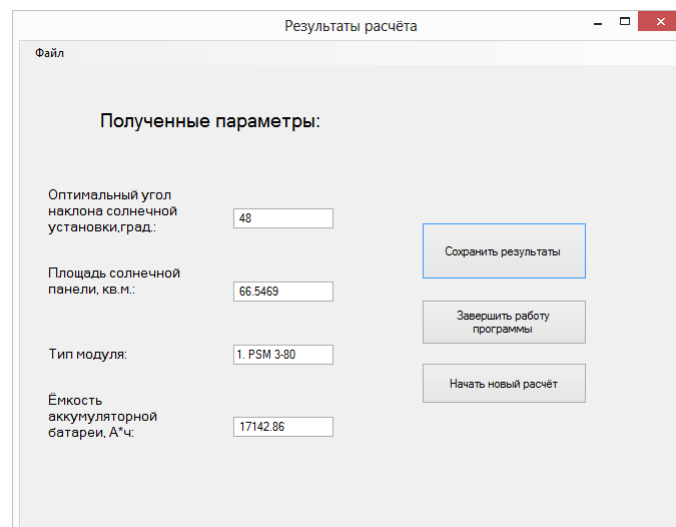 Результаты расчёта
Файл
Полученные параметры:
Оптимальный угол
наклона солнечной
установки,град.:
48
Площадь солнечной
панели, кв.м.:
66.5469
Тип модуля:
1. PSM 3-80
Ёмкость
аккумуляторной
батареи, А*ч:
17142.86
Сохранить результаты
Завершить работу
программы
Начать новый расчёт